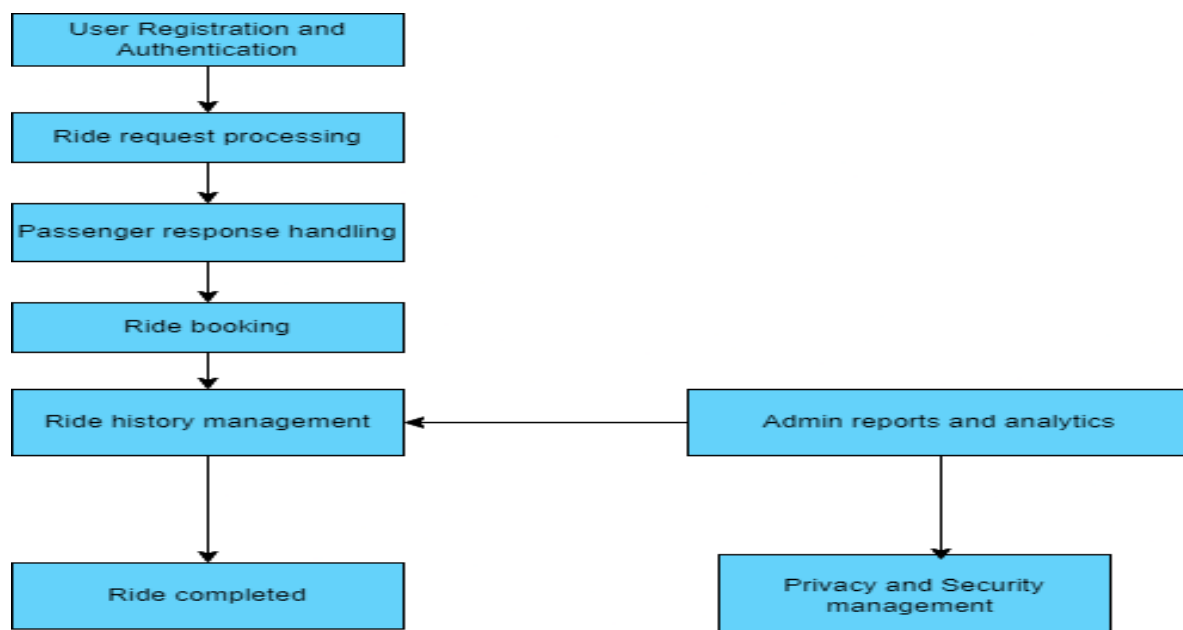 User Registration and
Authentication
Ride request processing
Passenger response handling
Ride booking
Ride history management
Admin reports and analytics
Ride completed
Privacy and Security
management